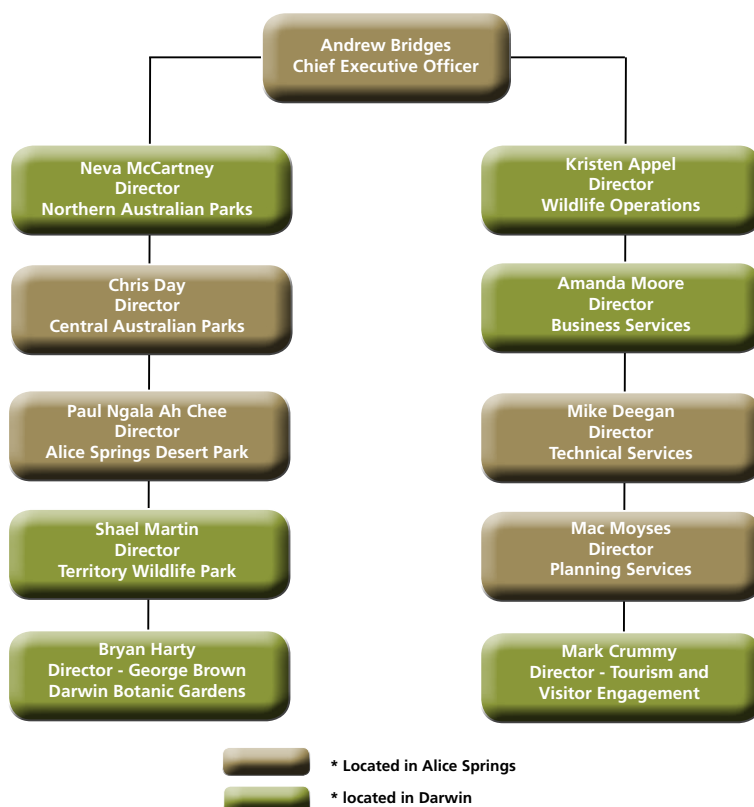 Andrew Bridges
Chief Executive Officer
Neva McCartney
Director
Northern Australian Parks
Chris Day
Director
Central Australian Parks
Paul Ngala Ah Chee
Director
Alice Springs Desert Park
Shael Martin
Director
Territory Wildlife Park
Bryan Harty
Director - George Brown
Darwin Botanic Gardens
Kristen Appel
Director
Wildlife Operations
Amanda Moore
Director
Business Services
Mike Deegan
Director
Technical Services
Mac Moyses
Director
Planning Services
Mark Crummy
Director - Tourism and
Visitor Engagement
* Located in Alice Springs
* located in Darwin